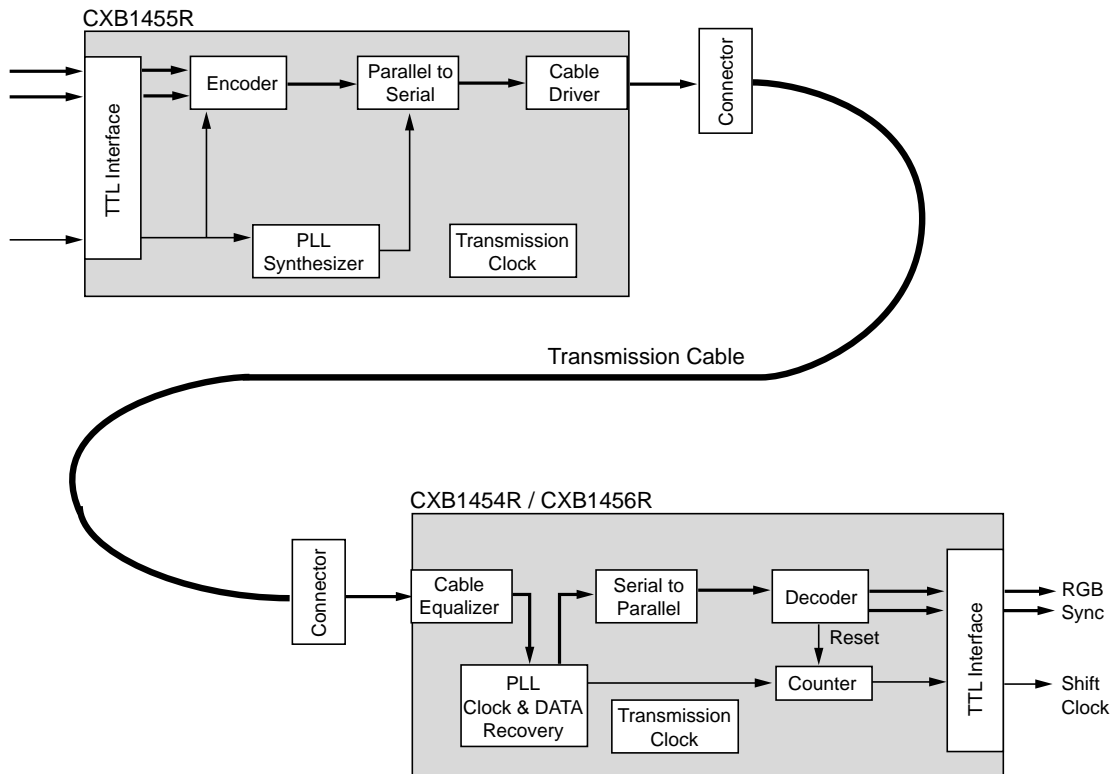 CXB1455R
TTL Interface
Encoder
Parallel to
Serial
Cable
Driver
Connector
PLL
Synthesizer
Transmission
Clock
Transmission Cable
CXB1454R / CXB1456R
Connector
Cable
Equalizer
Serial to
Parallel
Decoder
Reset
PLL
Clock & DATA
Recovery
Transmission
Clock
Counter
TTL Interface
RGB
Sync
Shift
Clock